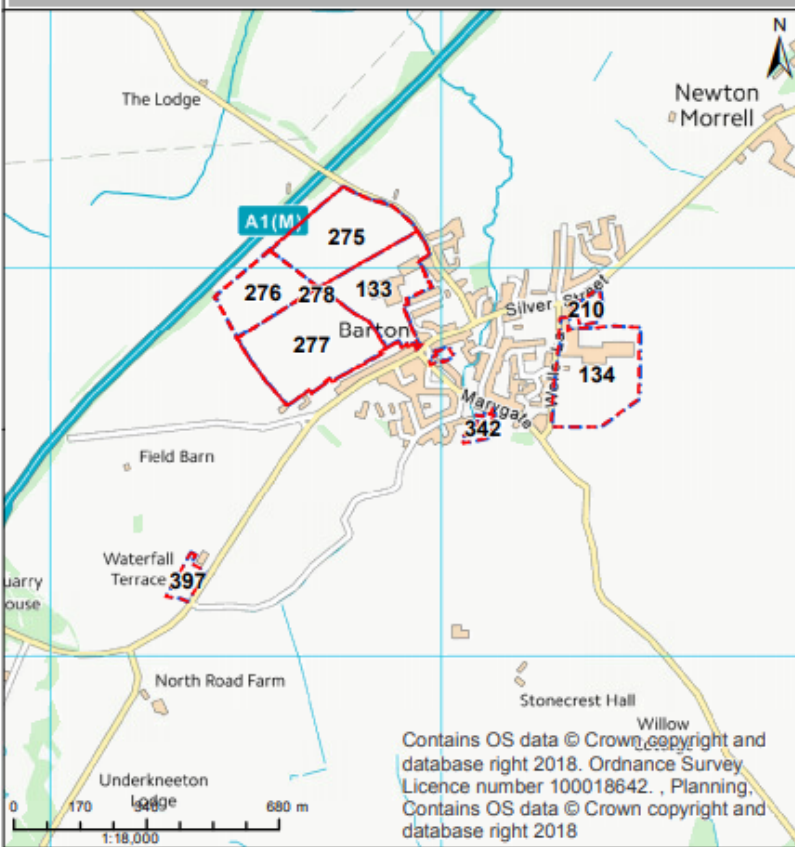 N
The Lodge
Newton
Morrell
A1(M)
275
276
278
133
Silver Street
210
Barton
277
134
Marygate
342
Field Barn
Waterfall
Terrace
397
uarry
ouse
North Road Farm
Stonecrest Hall
Willow
Underkneeton
Lodge
0 170 340 680 m
1:18,000
Contains OS data © Crown copyright and
database right 2018. Ordnance Survey
Licence number 100018642. , Planning,
Contains OS data © Crown copyright and
database right 2018